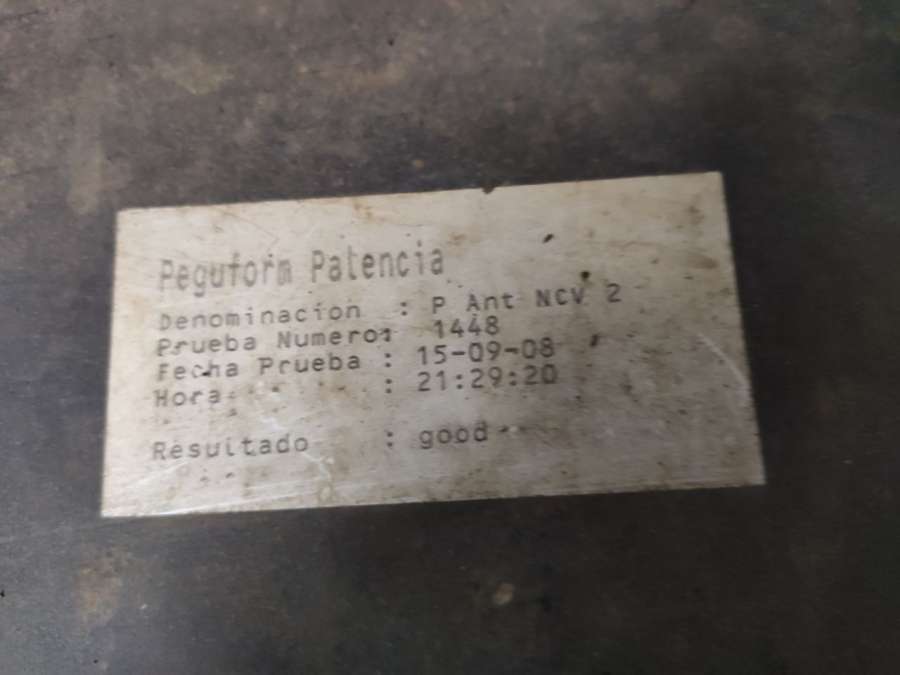 Peguform Palencia
Denominacion : P Ant NCV 2
Prueba Numero: 1448
Fecha Prueba : 15-09-08
Hora : 21:29:20
Resultado : good